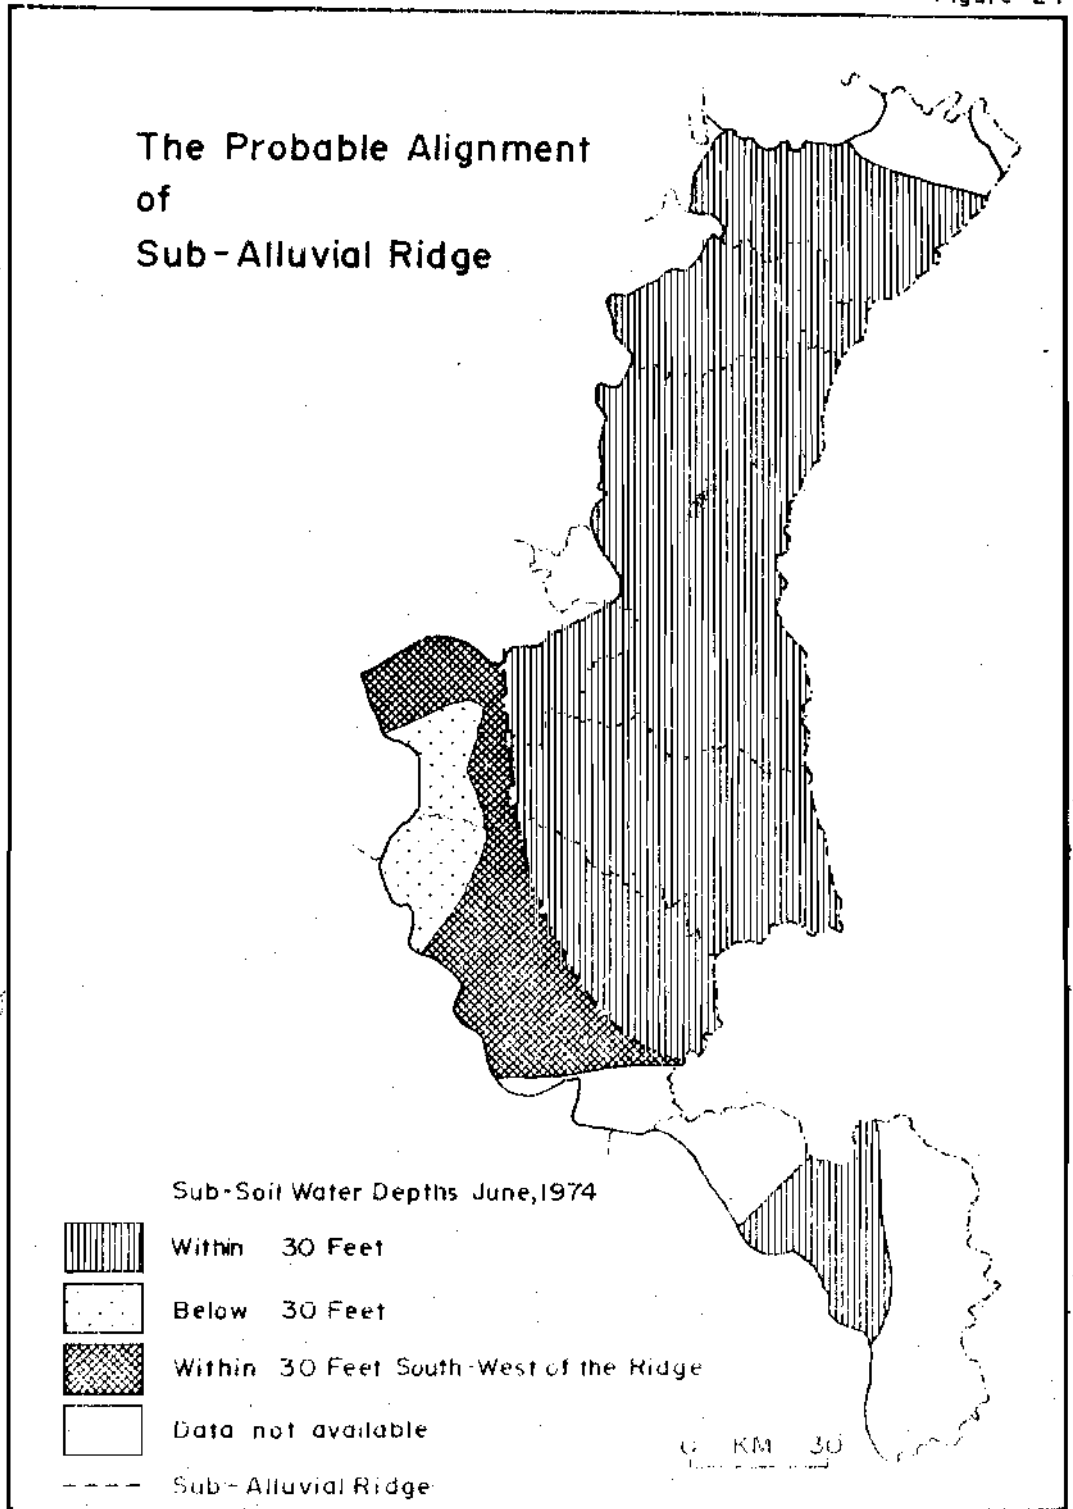 The Probable Alignment
of
Sub-Alluvial Ridge
Sub-Soil Water Depths June,1974
Within 30 Feet
Below 30 Feet
Within 30 Feet South-West of the Ridge
Data not available
Sub-Alluvial Ridge
0 KM 30